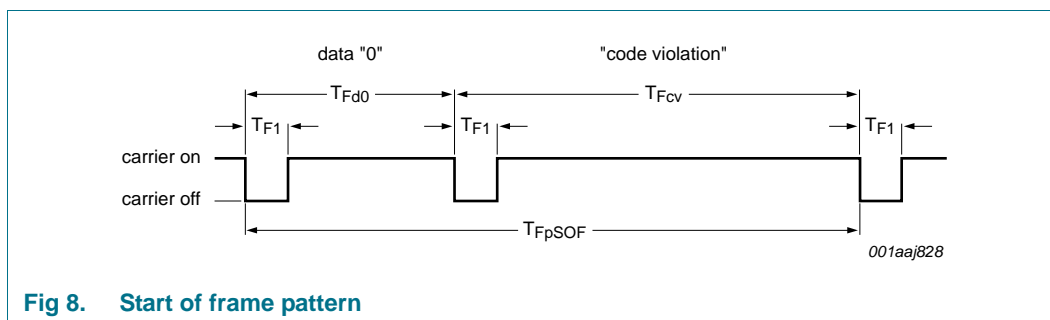 data "0" "code violation"
TFd0 TFcv
TF1 TF1 TF1
carrier on
carrier off
TFpSOF
001aaj828
Fig 8. Start of frame pattern